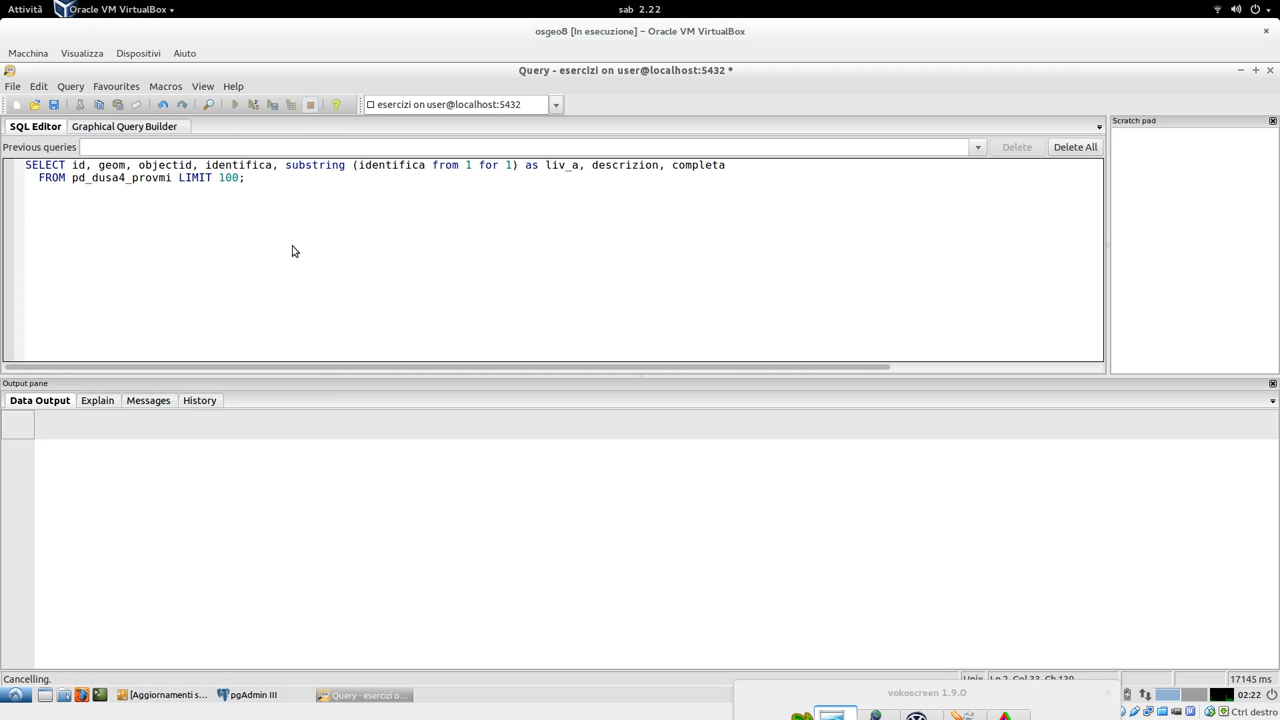 Attività Oracle VM VirtualBox sab 2.22
osgeo8 [In esecuzione] – Oracle VM VirtualBox
Macchina Visualizza Dispositivi Aiuto
Query - esercizi on user@localhost:5432 *
File Edit Query Favourites Macros View Help
esercizi on user@localhost:5432
SQL Editor Graphical Query Builder Scratch pad
Previous queries Delete Delete All
SELECT id, geom, objectid, identifica, substring (identifica from 1 for 1) as liv_a, descrizion, completa
FROM pd_dusa4_provmi LIMIT 100;
Output pane
Data Output Explain Messages History
Cancelling. 17145 ms
[Aggiornamenti s... pgAdmin III Query - esercizi o... vokoscreen 1.9.0 02:22
Ctrl destro